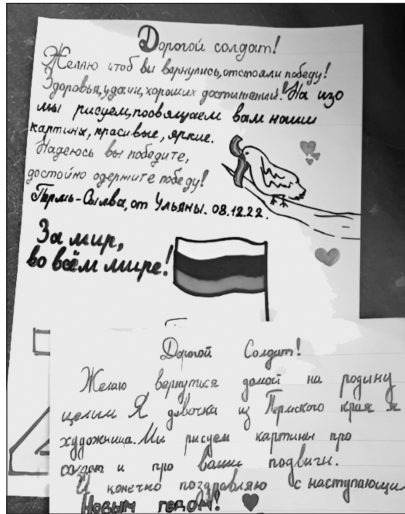 Дорогой солдат!
Желаю чтоб вы вернулись, отстояли победу!
Здоровья, удачи, хороших достижений! На изо
мы рисуем, посвящаем вам наши
картины, красивые, яркие.
Надеюсь вы победите,
достойно одержите победу!
Пермь-Сылва, от Ульяны. 08.12.22.
За мир,
во всём мире!
Дорогой Солдат!
Желаю вернутися домой на родину
целим Я девочка из Пермского края я
художница. Мы рисуем картины про
солдат и про ваши подвиги.
И конечно поздравляю с наступающим
Новым годом!